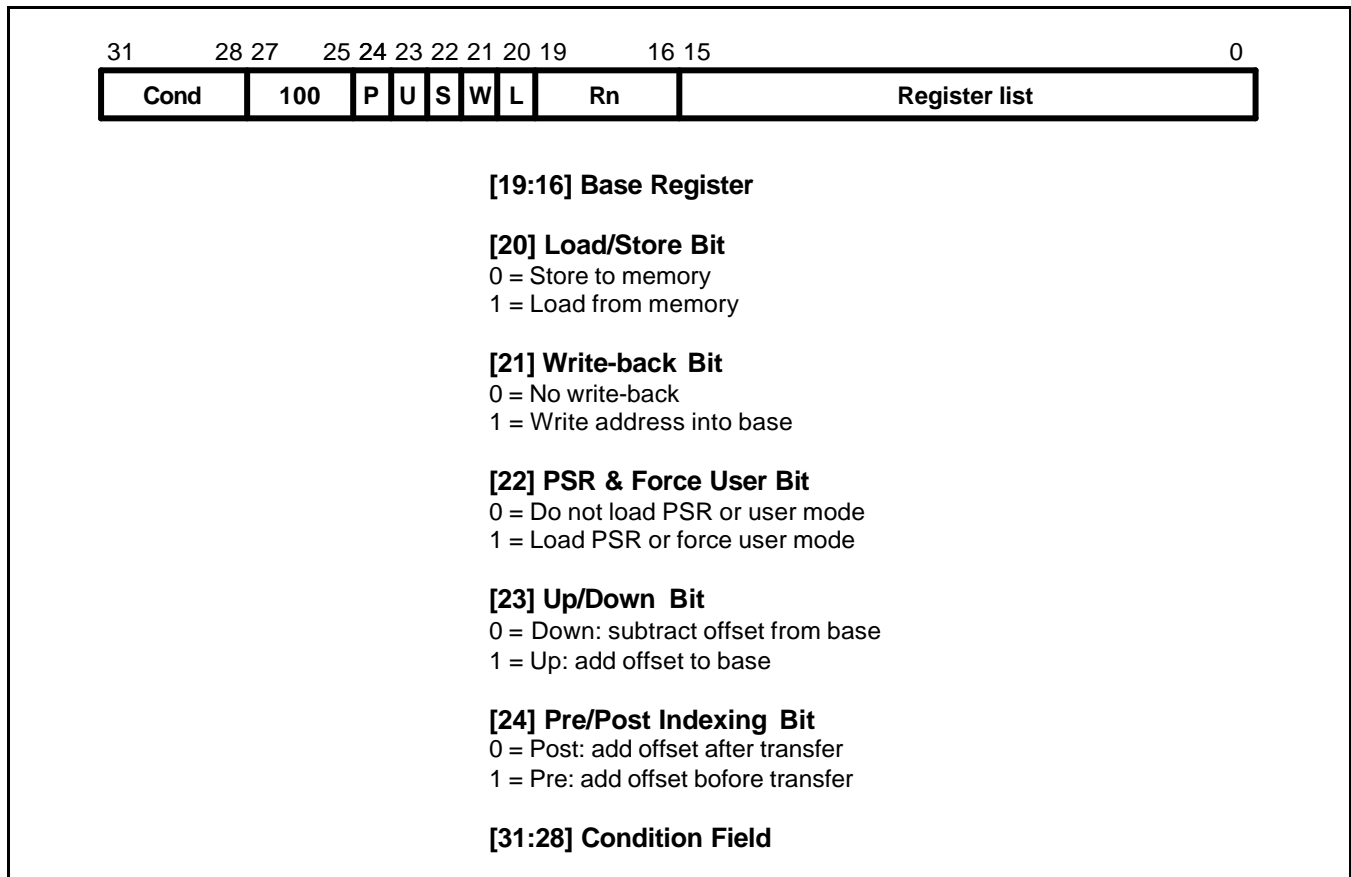 31 28 27 25 24 23 22 21 20 19 16 15 0
Cond 100 P U S W L Rn Register list
[19:16] Base Register
[20] Load/Store Bit
0 = Store to memory
1 = Load from memory
[21] Write-back Bit
0 = No write-back
1 = Write address into base
[22] PSR & Force User Bit
0 = Do not load PSR or user mode
1 = Load PSR or force user mode
[23] Up/Down Bit
0 = Down: subtract offset from base
1 = Up: add offset to base
[24] Pre/Post Indexing Bit
0 = Post: add offset after transfer
1 = Pre: add offset bofore transfer
[31:28] Condition Field